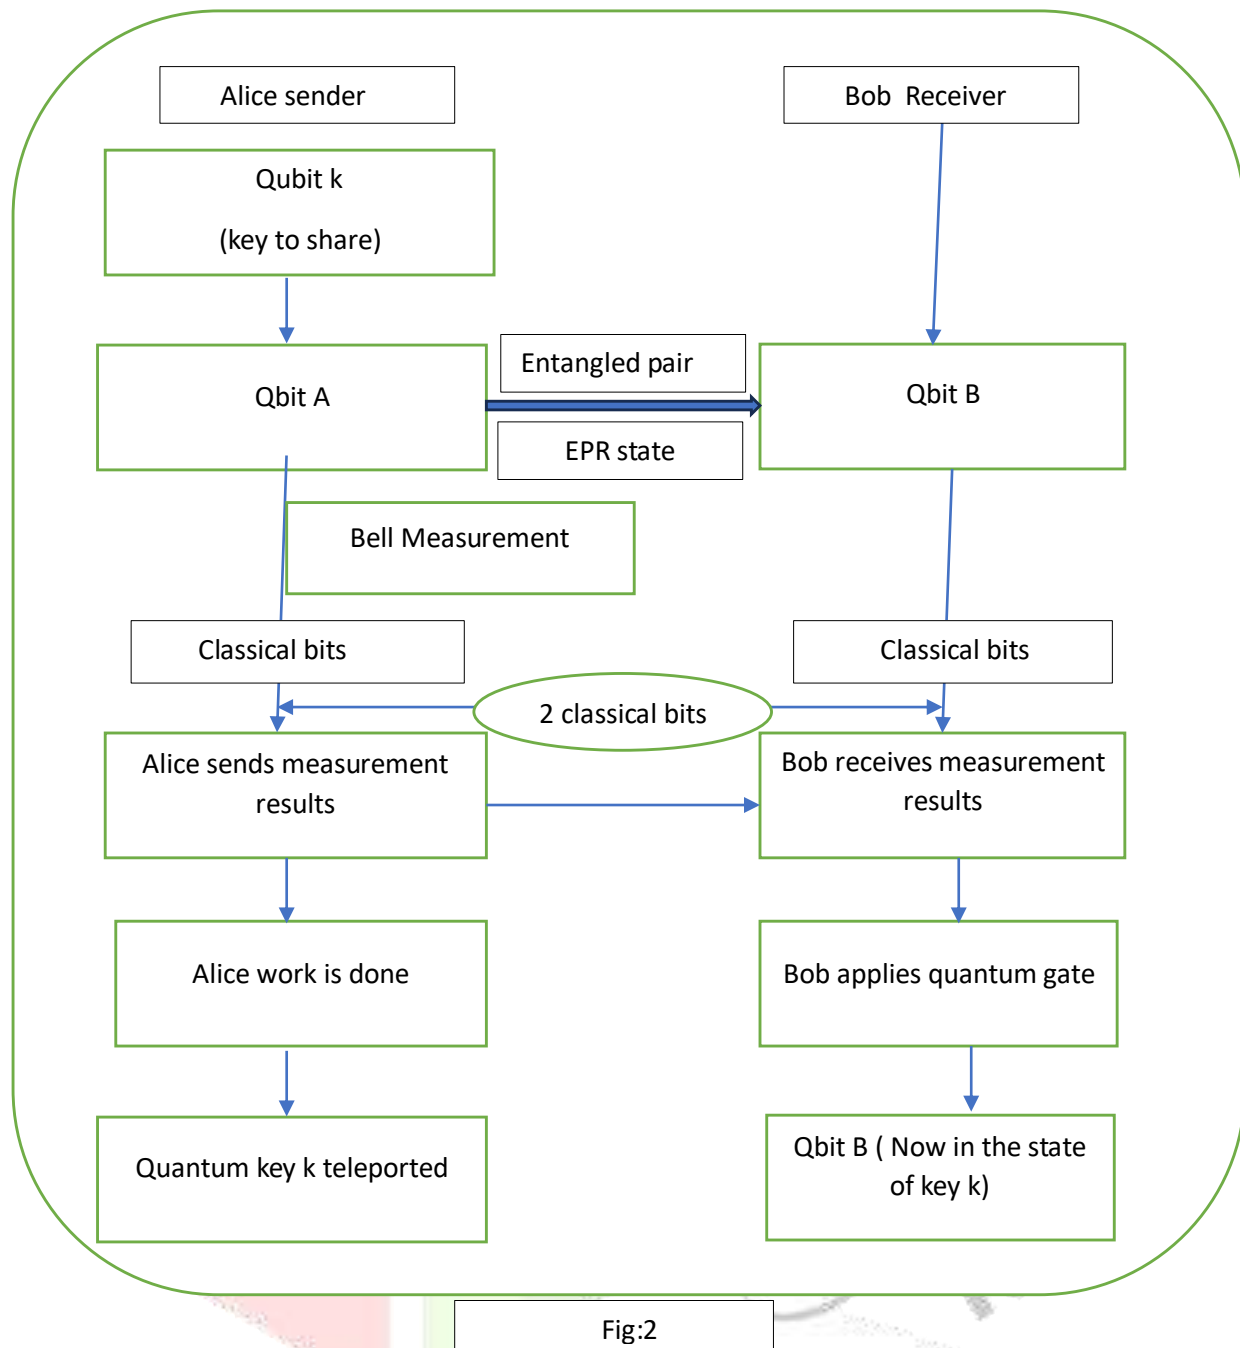 Alice sender
Bob Receiver
Qubit k
(key to share)
Entangled pair
Qbit A
Qbit B
EPR state
Bell Measurement
Classical bits
Classical bits
2 classical bits
Alice sends measurement
results
Bob receives measurement
results
Alice work is done
Bob applies quantum gate
Quantum key k teleported
Qbit B ( Now in the state
of key k)
Fig:2